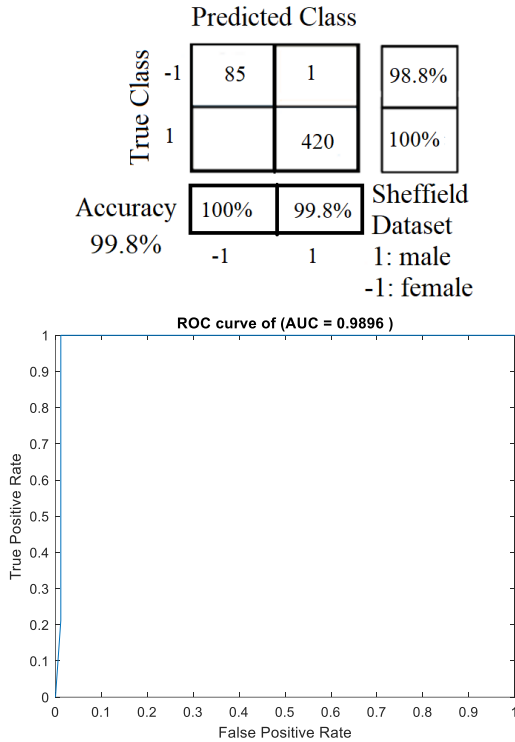 Predicted Class
True Class
-1 85 1 98.8%
1 420 100%
Accuracy
99.8%
100% 99.8%
-1 1
Sheffield
Dataset
1: male
-1: female
ROC curve of (AUC = 0.9896 )
True Positive Rate
1
0.9
0.8
0.7
0.6
0.5
0.4
0.3
0.2
0.1
0
0 0.1 0.2 0.3 0.4 0.5 0.6 0.7 0.8 0.9 1
False Positive Rate